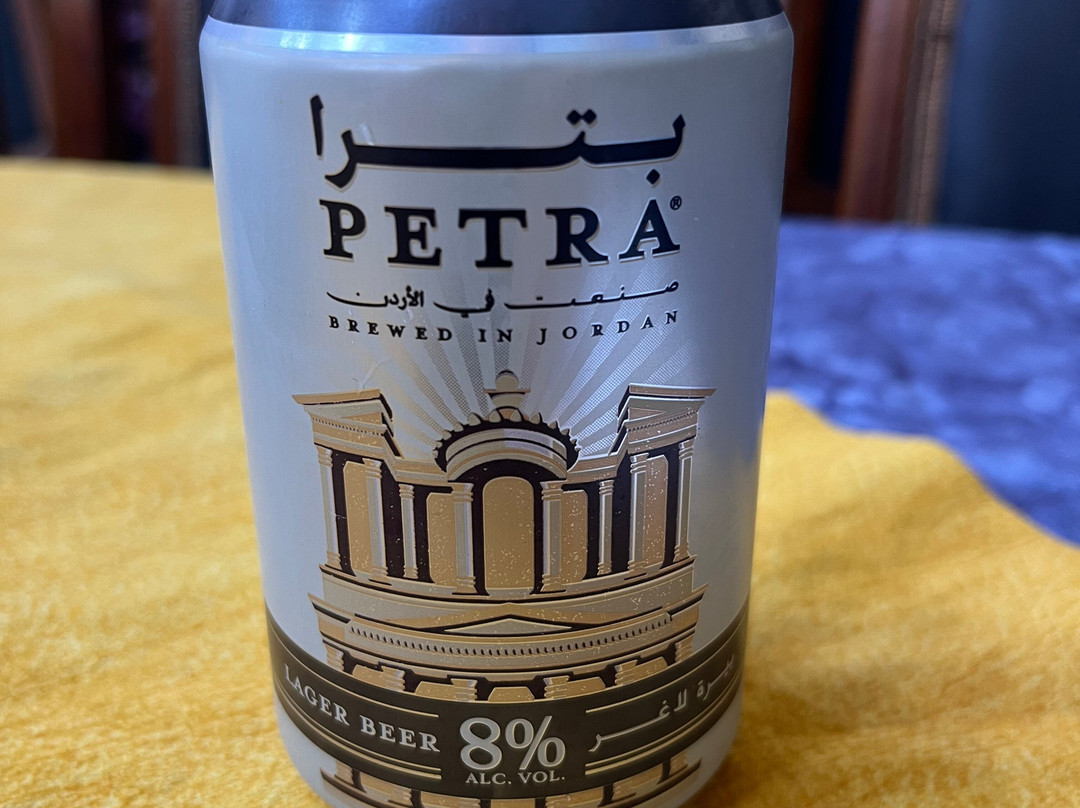 بترا
PETRA®
صنعت في الأردن
BREWED IN JORDAN
LAGER BEER 8% بيرة لاغر
ALC. VOL.